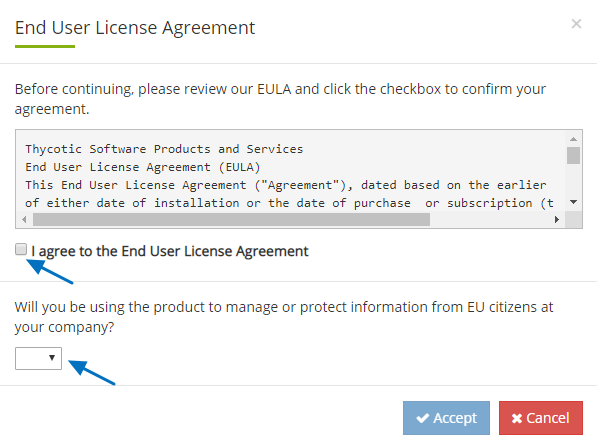 End User License Agreement
Before continuing, please review our EULA and click the checkbox to confirm your
agreement.
Thycotic Software Products and Services
End User License Agreement (EULA)
This End User License Agreement ("Agreement"), dated based on the earlier
of either date of installation or the date of purchase  or subscription (t
I agree to the End User License Agreement
Will you be using the product to manage or protect information from EU citizens at
your company?
Accept
Cancel